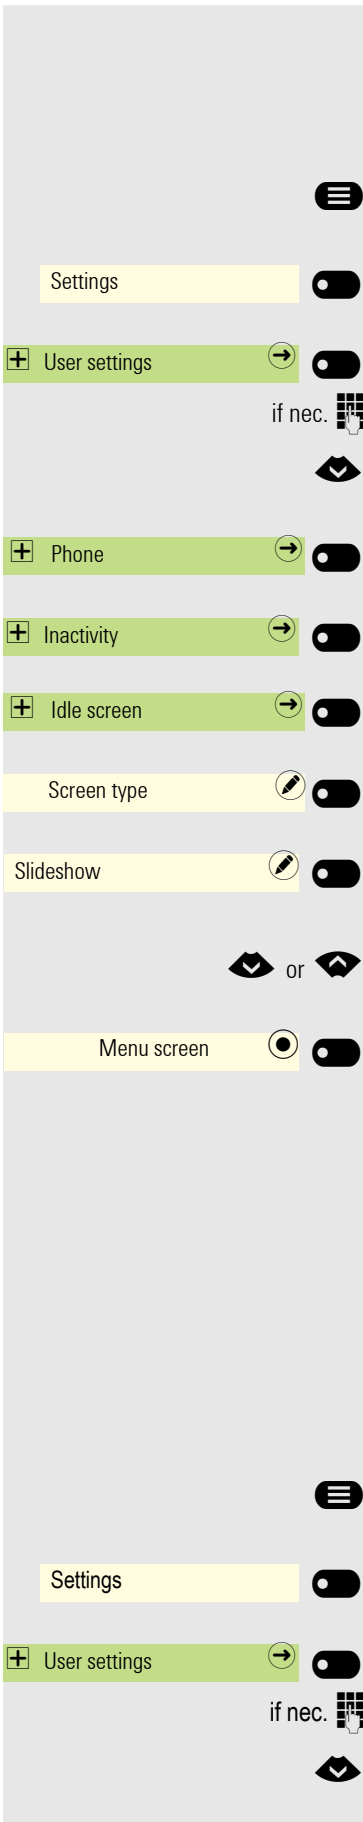 Settings
User settings
if nec.
Phone
Inactivity
Idle screen
Screen type
Slideshow
or
Menu screen
Settings
User settings
if nec.